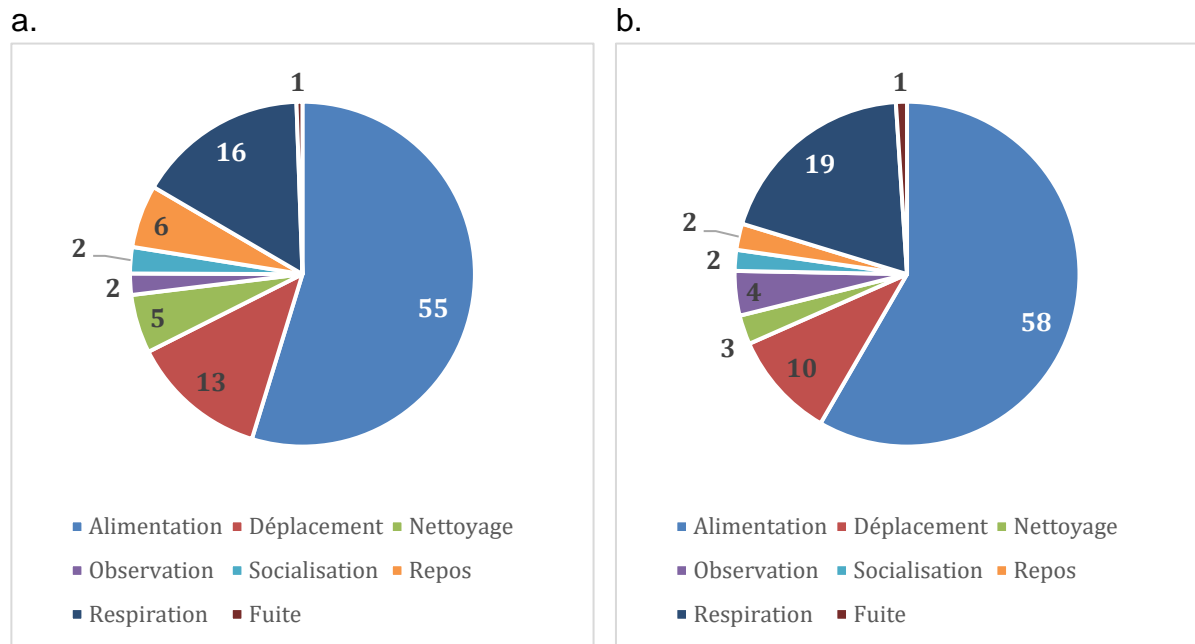 a.
1
16
6
2
2
5
13
55
Alimentation Déplacement Nettoyage
Observation Socialisation Repos
Respiration Fuite
b.
1
19
2
2
4
3
10
58
Alimentation Déplacement Nettoyage
Observation Socialisation Repos
Respiration Fuite